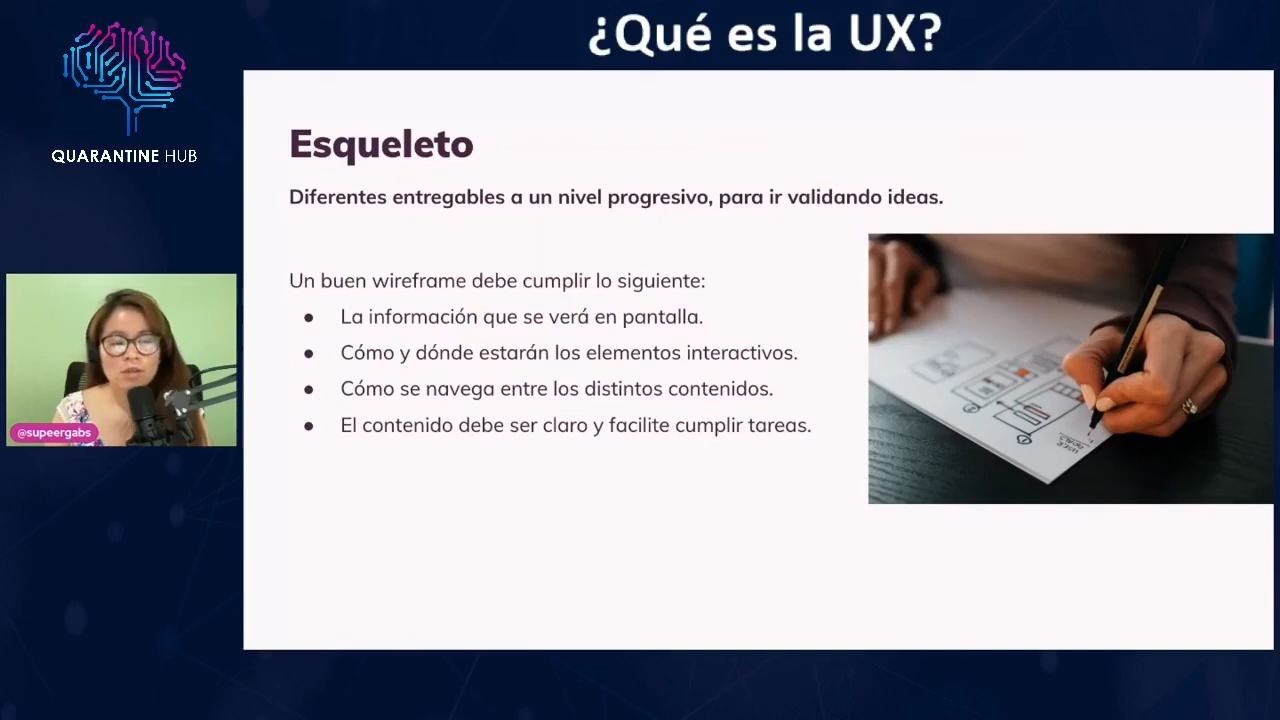 ¿Qué es la UX?
QUARANTINE HUB
Esqueleto
Diferentes entregables a un nivel progresivo, para ir validando ideas.
Un buen wireframe debe cumplir lo siguiente:
● La información que se verá en pantalla.
● Cómo y dónde estarán los elementos interactivos.
● Cómo se navega entre los distintos contenidos.
● El contenido debe ser claro y facilite cumplir tareas.
@supeergabs